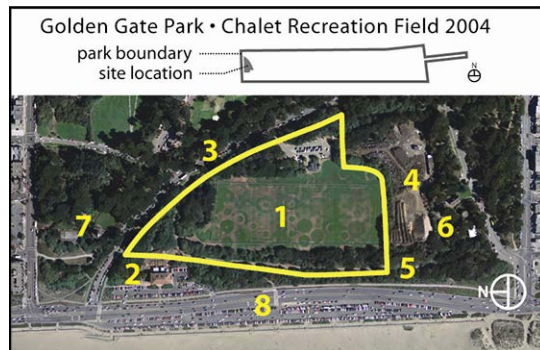 Golden Gate Park • Chalet Recreation Field 2004
park boundary
site location
N
3
4
1
7
6
2
5
N
8